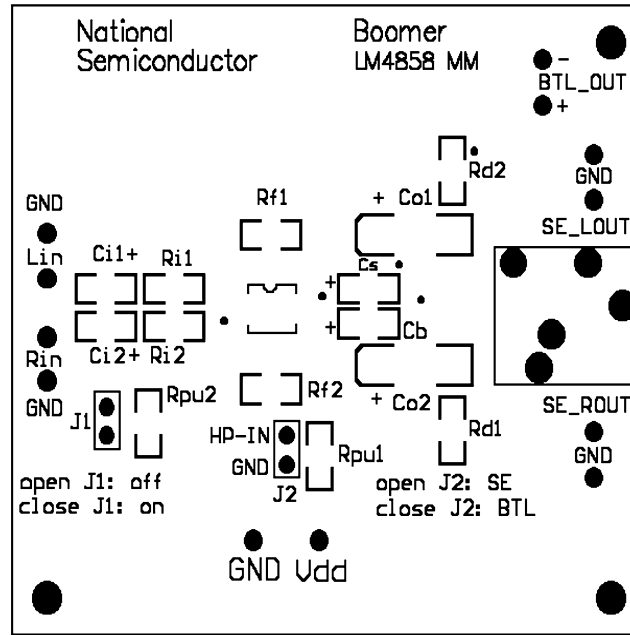 National
Semiconductor
Boomer
LM4858 MM
-
BTL_OUT
+
Rd2
GND
GND
Rf1
+ Co1
SE_LOUT
Lin
Ci1+
Ri1
Cs
+
+
Cb
Rin
Ci2+
Ri2
GND
Rpu2
Rf2
+
Co2
SE_ROUT
J1
Rd1
HP-IN
GND
Rpu1
GND
J2
open J1: off
close J1: on
open J2: SE
close J2: BTL
GND
Vdd